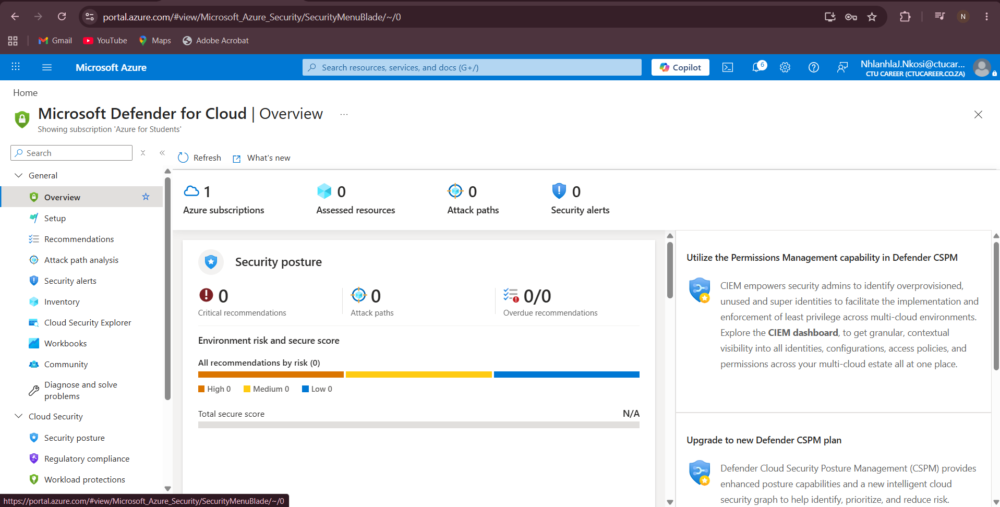 portal.azure.com/#view/Microsoft_Azure_Security/SecurityMenuBlade/~/0
N
Gmail
YouTube
Maps
Adobe Acrobat
Microsoft Azure
Search resources, services, and docs (G+/)
Copilot
6
NhlanhlaJ.Nkosi@ctucar...
CTU CAREER (CTUCAREER.CO.ZA)
Home
Microsoft Defender for Cloud | Overview
...
Showing subscription 'Azure for Students'
Search
Refresh
What's new
General
Overview
Setup
Recommendations
Attack path analysis
Security alerts
Inventory
Cloud Security Explorer
Workbooks
Community
Diagnose and solve
problems
Cloud Security
Security posture
Regulatory compliance
Workload protections
1
Azure subscriptions
0
Assessed resources
0
Attack paths
0
Security alerts
Security posture
0
Critical recommendations
0
Attack paths
0/0
Overdue recommendations
Environment risk and secure score
All recommendations by risk (0)
High 0
Medium 0
Low 0
Total secure score
N/A
Utilize the Permissions Management capability in Defender CSPM
CIEM empowers security admins to identify overprovisioned,
unused and super identities to facilitate the implementation and
enforcement of least privilege across multi-cloud environments.
Explore the CIEM dashboard, to get granular, contextual
visibility into all identities, configurations, access policies, and
permissions across your multi-cloud estate all at one place.
Upgrade to new Defender CSPM plan
Defender Cloud Security Posture Management (CSPM) provides
enhanced posture capabilities and a new intelligent cloud
security graph to help identify, prioritize, and reduce risk.
https://portal.azure.com/#view/Microsoft_Azure_Security/SecurityMenuBlade/~/0